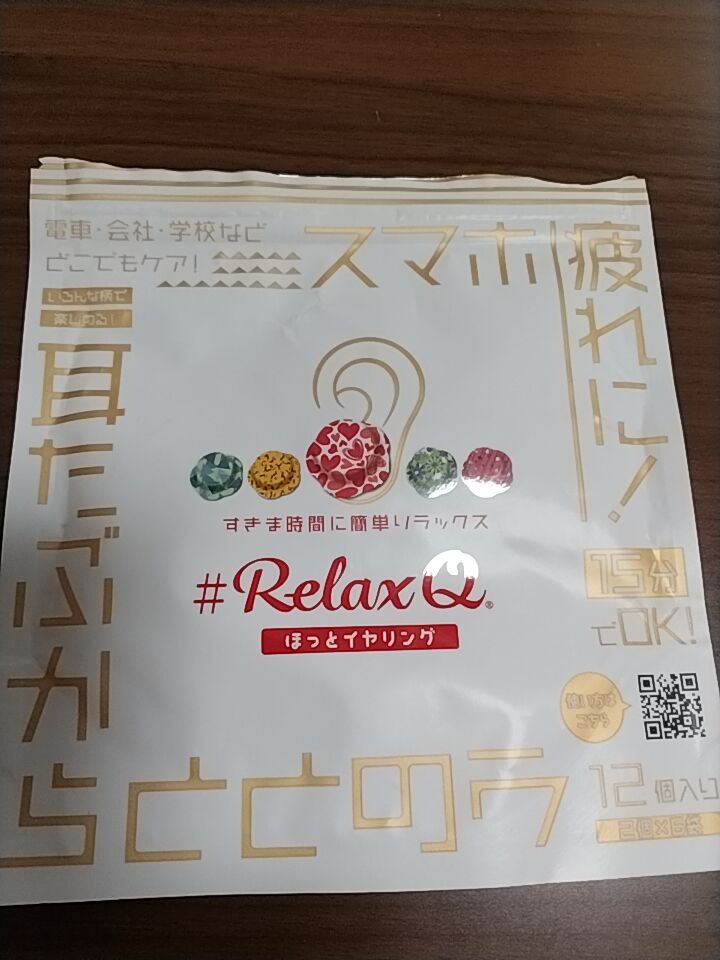 電車・会社・学校など
どこでもケア!
スマホ疲れに!
いろんな柄で
楽しめる!
耳たぶからととのう
すきま時間に簡単リラックス
#RelaxQ®
ほっとイヤリング
15分
でOK!
使い方は
こちら
12個入り
2個×6袋